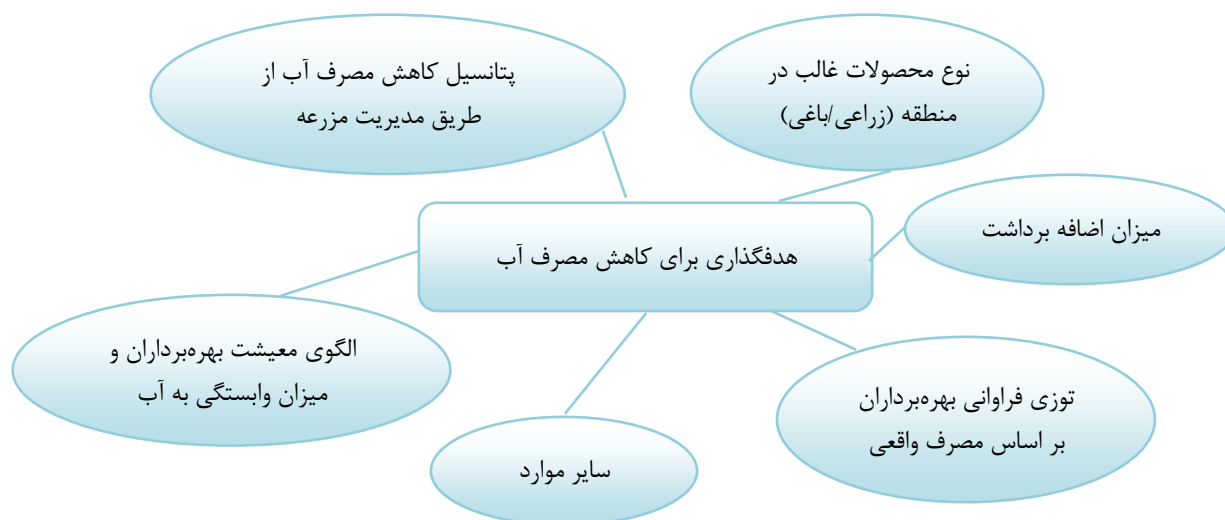 نوع محصولات غالب در
منطقه (زراعی/باغی)
پتانسیل کاهش مصرف آب از
طریق مدیریت مزرعه
میزان اضافه برداشت
هدفگذاری برای کاهش مصرف آب
الگوی معیشت بهره‌برداران و
میزان وابستگی به آب
توزی فراوانی بهره‌برداران
بر اساس مصرف واقعی
سایر موارد